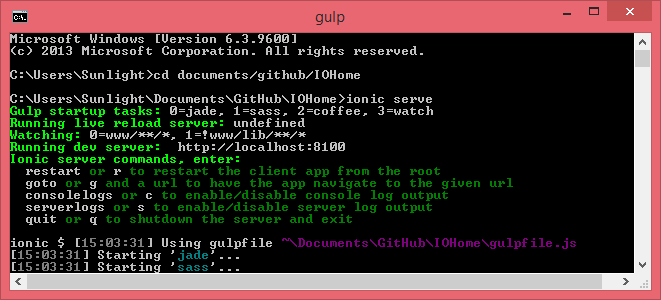 gulp
Microsoft Windows [Version 6.3.9600]
(c) 2013 Microsoft Corporation. All rights reserved.
C:\Users\Sunlight>cd documents/github/IOHome
C:\Users\Sunlight\Documents\GitHub\IOHome>ionic serve
Gulp startup tasks: 0=jade, 1=sass, 2=coffee, 3=watch
Running live reload server: undefined
Watching: 0=www/**/*, 1=!www/lib/**/*
Running dev server:  http://localhost:8100
Ionic server commands, enter:
  restart or r to restart the client app from the root
  goto or g and a url to have the app navigate to the given url
  consolelogs or c to enable/disable console log output
  serverlogs or s to enable/disable server log output
  quit or q to shutdown the server and exit
ionic $ [15:03:31] Using gulpfile ~\Documents\GitHub\IOHome\gulpfile.js
[15:03:31] Starting 'jade'...
[15:03:31] Starting 'sass'...